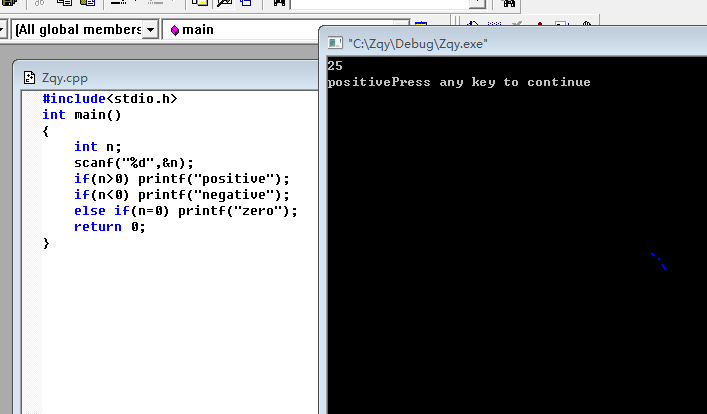 (All global members
main
"C:\Zqy\Debug\Zqy.exe"
25
positivePress any key to continue
Zqy.cpp
#include<stdio.h>
int main()
{
int n;
scanf("%d",&n);
if(n>0) printf("positive");
if(n<0) printf("negative");
else if(n=0) printf("zero");
return 0;
}